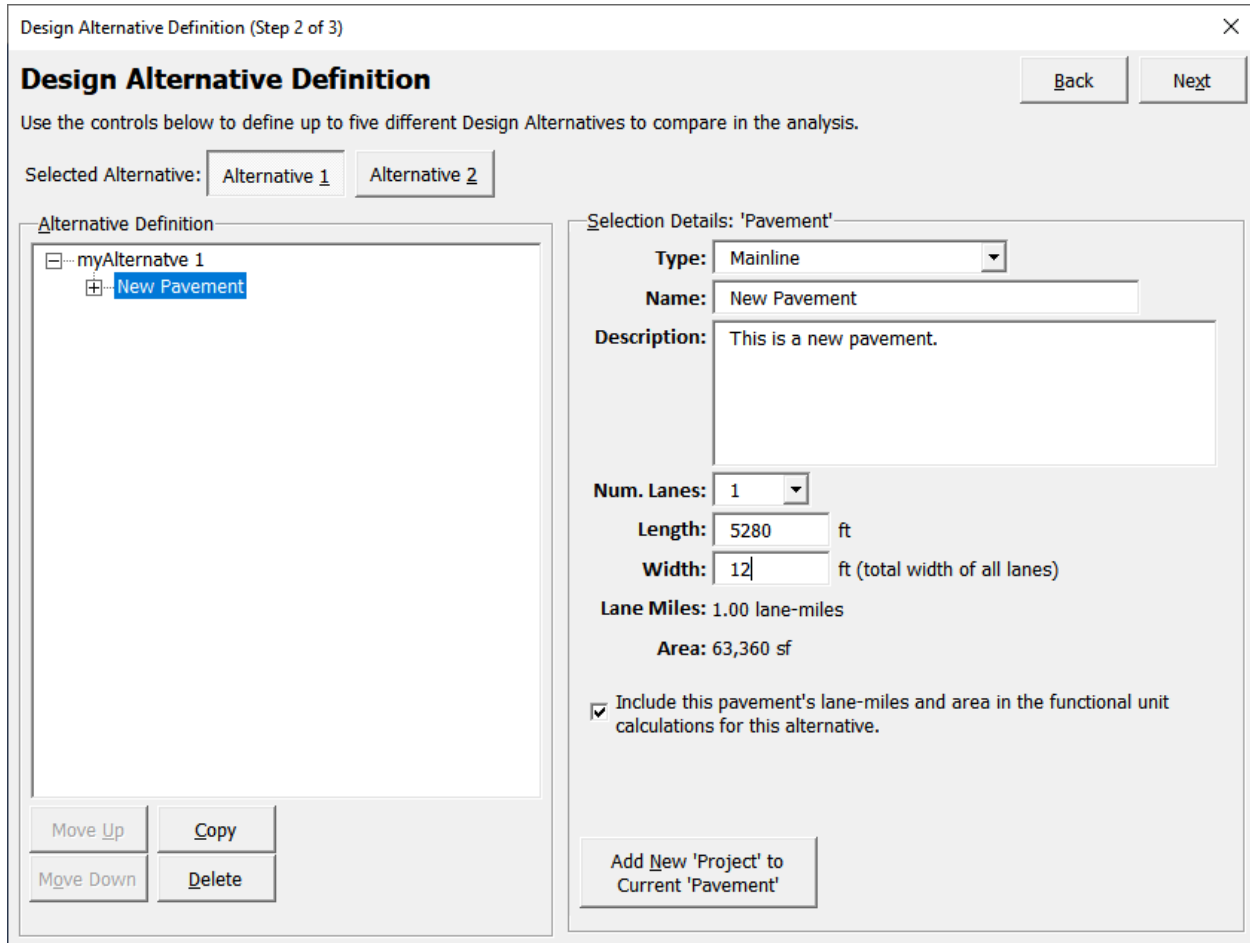 Design Alternative Definition (Step 2 of 3)
Design Alternative Definition
Back
Next
Use the controls below to define up to five different Design Alternatives to compare in the analysis.
Selected Alternative:
Alternative 1
Alternative 2
Alternative Definition
myAlternatve 1
New Pavement
Move Up
Copy
Move Down
Delete
Selection Details: 'Pavement'
Type: Mainline
Name: New Pavement
Description: This is a new pavement.
Num. Lanes: 1
Length: 5280 ft
Width: 12 ft (total width of all lanes)
Lane Miles: 1.00 lane-miles
Area: 63,360 sf
Include this pavement's lane-miles and area in the functional unit
calculations for this alternative.
Add New 'Project' to
Current 'Pavement'